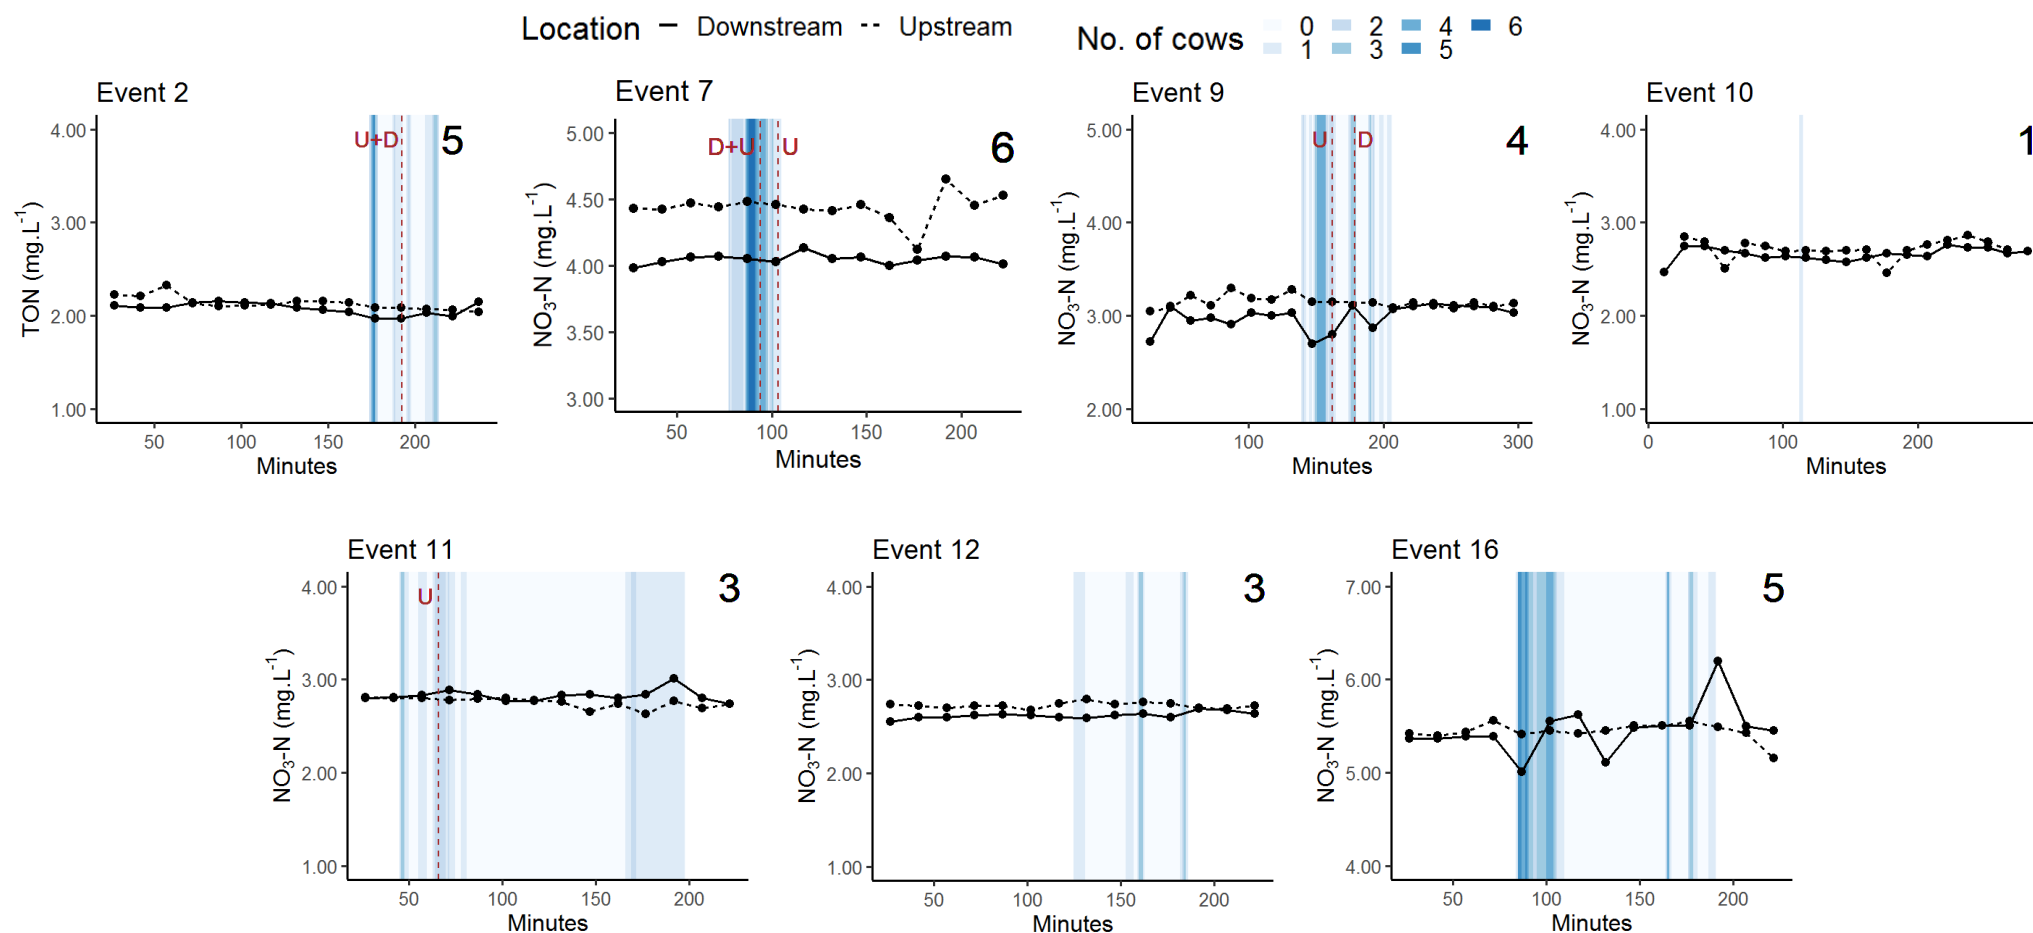 Location Downstream Upstream
No. of cows 0 2 4 6
1 3 5
Event 2
TON (mg.L-1)
4.00
3.00
2.00
1.00
U+D
5
50 100 150 200
Minutes
Event 7
NO3-N (mg.L-1)
5.00
4.50
4.00
3.50
3.00
D+U U
6
50 100 150 200
Minutes
Event 9
NO3-N (mg.L-1)
5.00
4.00
3.00
2.00
U D
4
100 200 300
Minutes
Event 10
NO3-N (mg.L-1)
4.00
3.00
2.00
1.00
1
0 100 200
Minutes
Event 11
NO3-N (mg.L-1)
4.00
3.00
2.00
1.00
U
3
50 100 150 200
Minutes
Event 12
NO3-N (mg.L-1)
4.00
3.00
2.00
1.00
3
50 100 150 200
Minutes
Event 16
NO3-N (mg.L-1)
7.00
6.00
5.00
4.00
5
50 100 150 200
Minutes